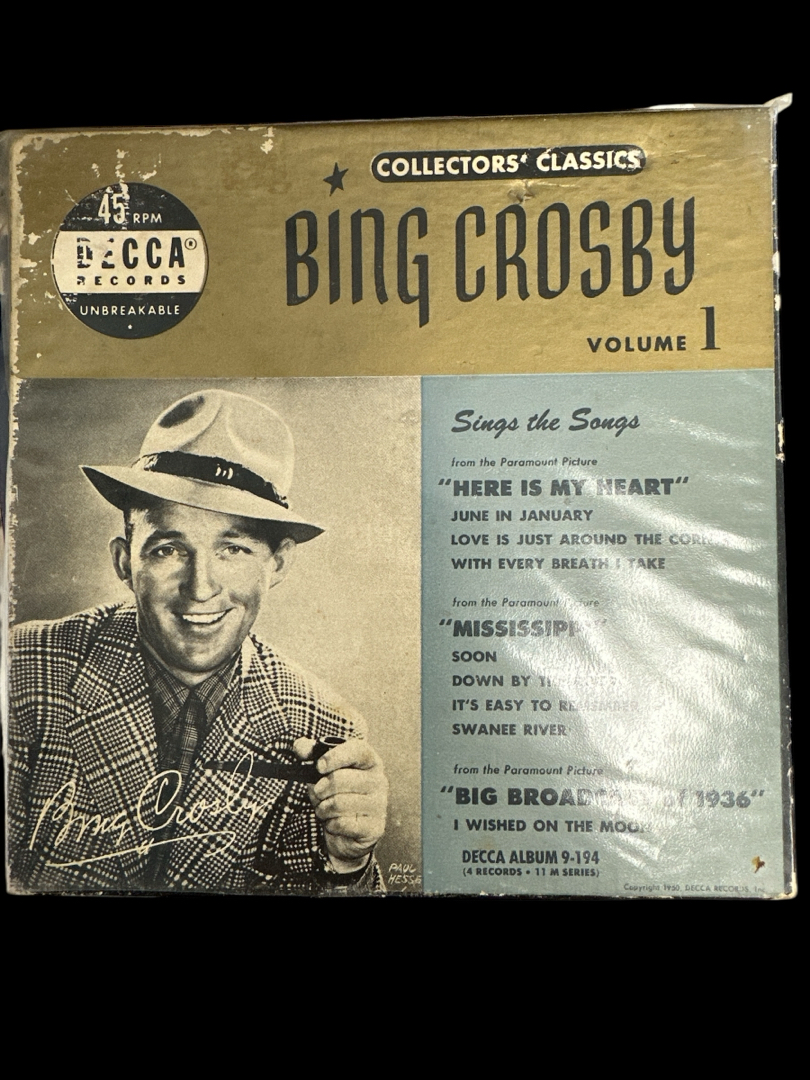 COLLECTORS' CLASSICS
BING CROSBY
VOLUME 1
45 RPM
DECCA®
RECORDS
UNBREAKABLE
Sings the Songs
from the Paramount Picture
"HERE IS MY HEART"
JUNE IN JANUARY
LOVE IS JUST AROUND THE CORN
WITH EVERY BREATH I TAKE
from the Paramount Picture
"MISSISSIPPI"
SOON
DOWN BY THE RIVER
IT'S EASY TO REMEMBER
SWANEE RIVER
from the Paramount Picture
"BIG BROADCAST of 1936"
I WISHED ON THE MOON
DECCA ALBUM 9-194
(4 RECORDS • 11 M SERIES)
Copyright 1950, DECCA RECORDS, Inc.
Bing Crosby
PAUL
HESSE